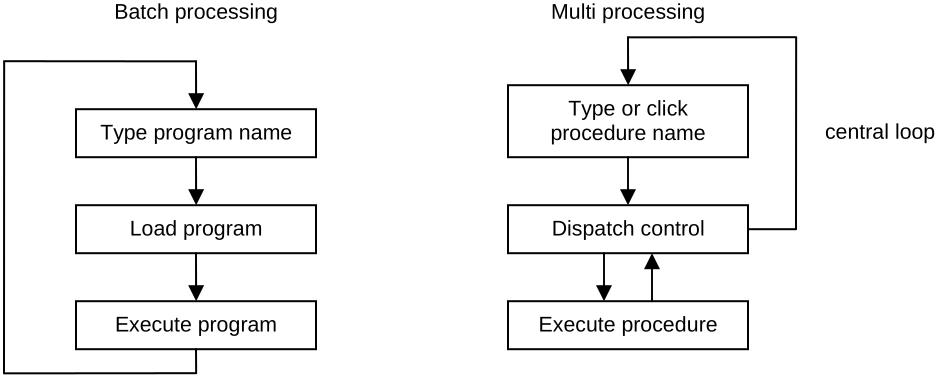 Batch processing
Type program name
Load program
Execute program
Multi processing
Type or click
procedure name
central loop
Dispatch control
Execute procedure